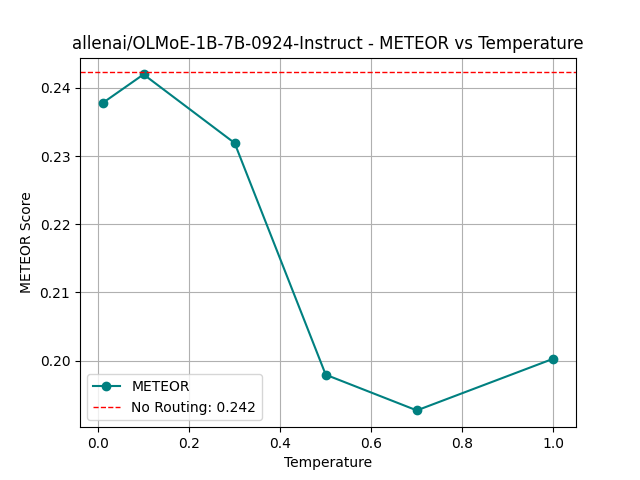 allenai/OLMoE-1B-7B-0924-Instruct - METEOR vs Temperature
METEOR Score
0.24
0.23
0.22
0.21
0.20
METEOR
No Routing: 0.242
0.0
0.2
0.4
0.6
0.8
1.0
Temperature